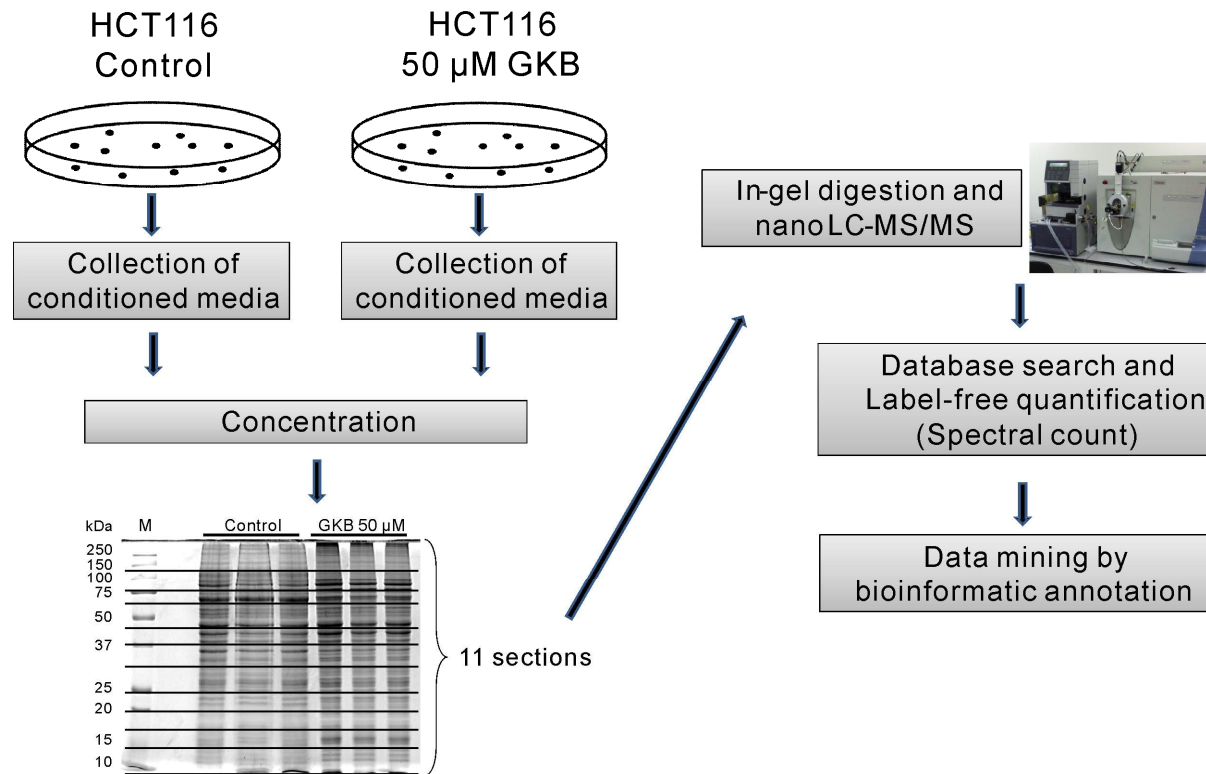 HCT116
Control
HCT116
50 µM GKB
Collection of
conditioned media
Collection of
conditioned media
Concentration
kDa
M
Control
GKB 50 µM
250
150
100
75
50
37
25
20
15
10
11 sections
In-gel digestion and
nanoLC-MS/MS
Database search and
Label-free quantification
(Spectral count)
Data mining by
bioinformatic annotation